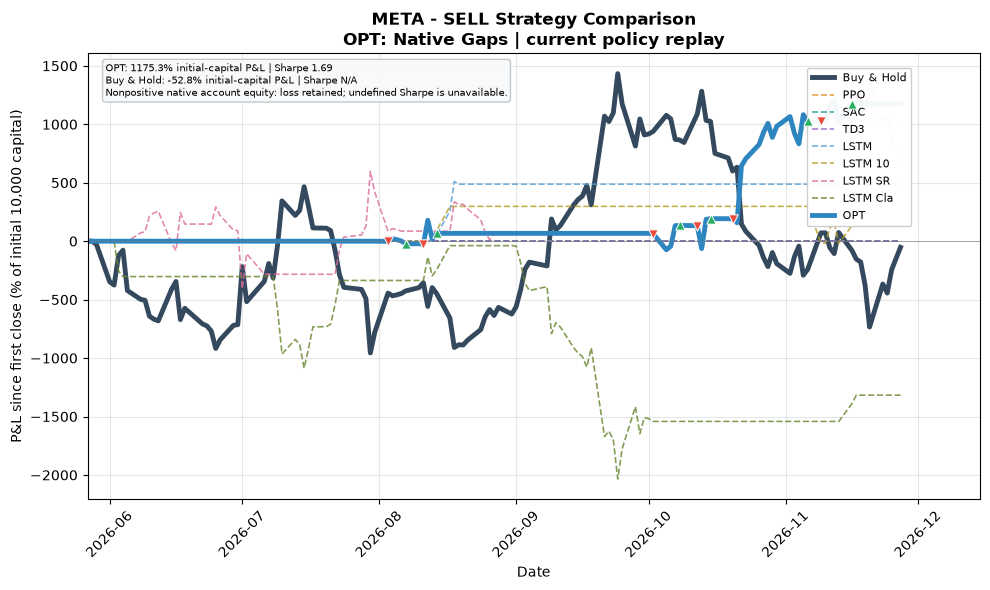 META - SELL Strategy Comparison
OPT: Native Gaps | current policy replay
OPT: 1175.3% initial-capital P&L | Sharpe 1.69
Buy & Hold: -52.8% initial-capital P&L | Sharpe N/A
Nonpositive native account equity: loss retained; undefined Sharpe is unavailable.
Buy & Hold
PPO
SAC
TD3
LSTM
LSTM 10
LSTM SR
LSTM Cla
OPT
P&L since first close (% of initial 10,000 capital)
1500
1000
500
0
−500
−1000
−1500
−2000
2026-06
2026-07
2026-08
2026-09
2026-10
2026-11
2026-12
Date